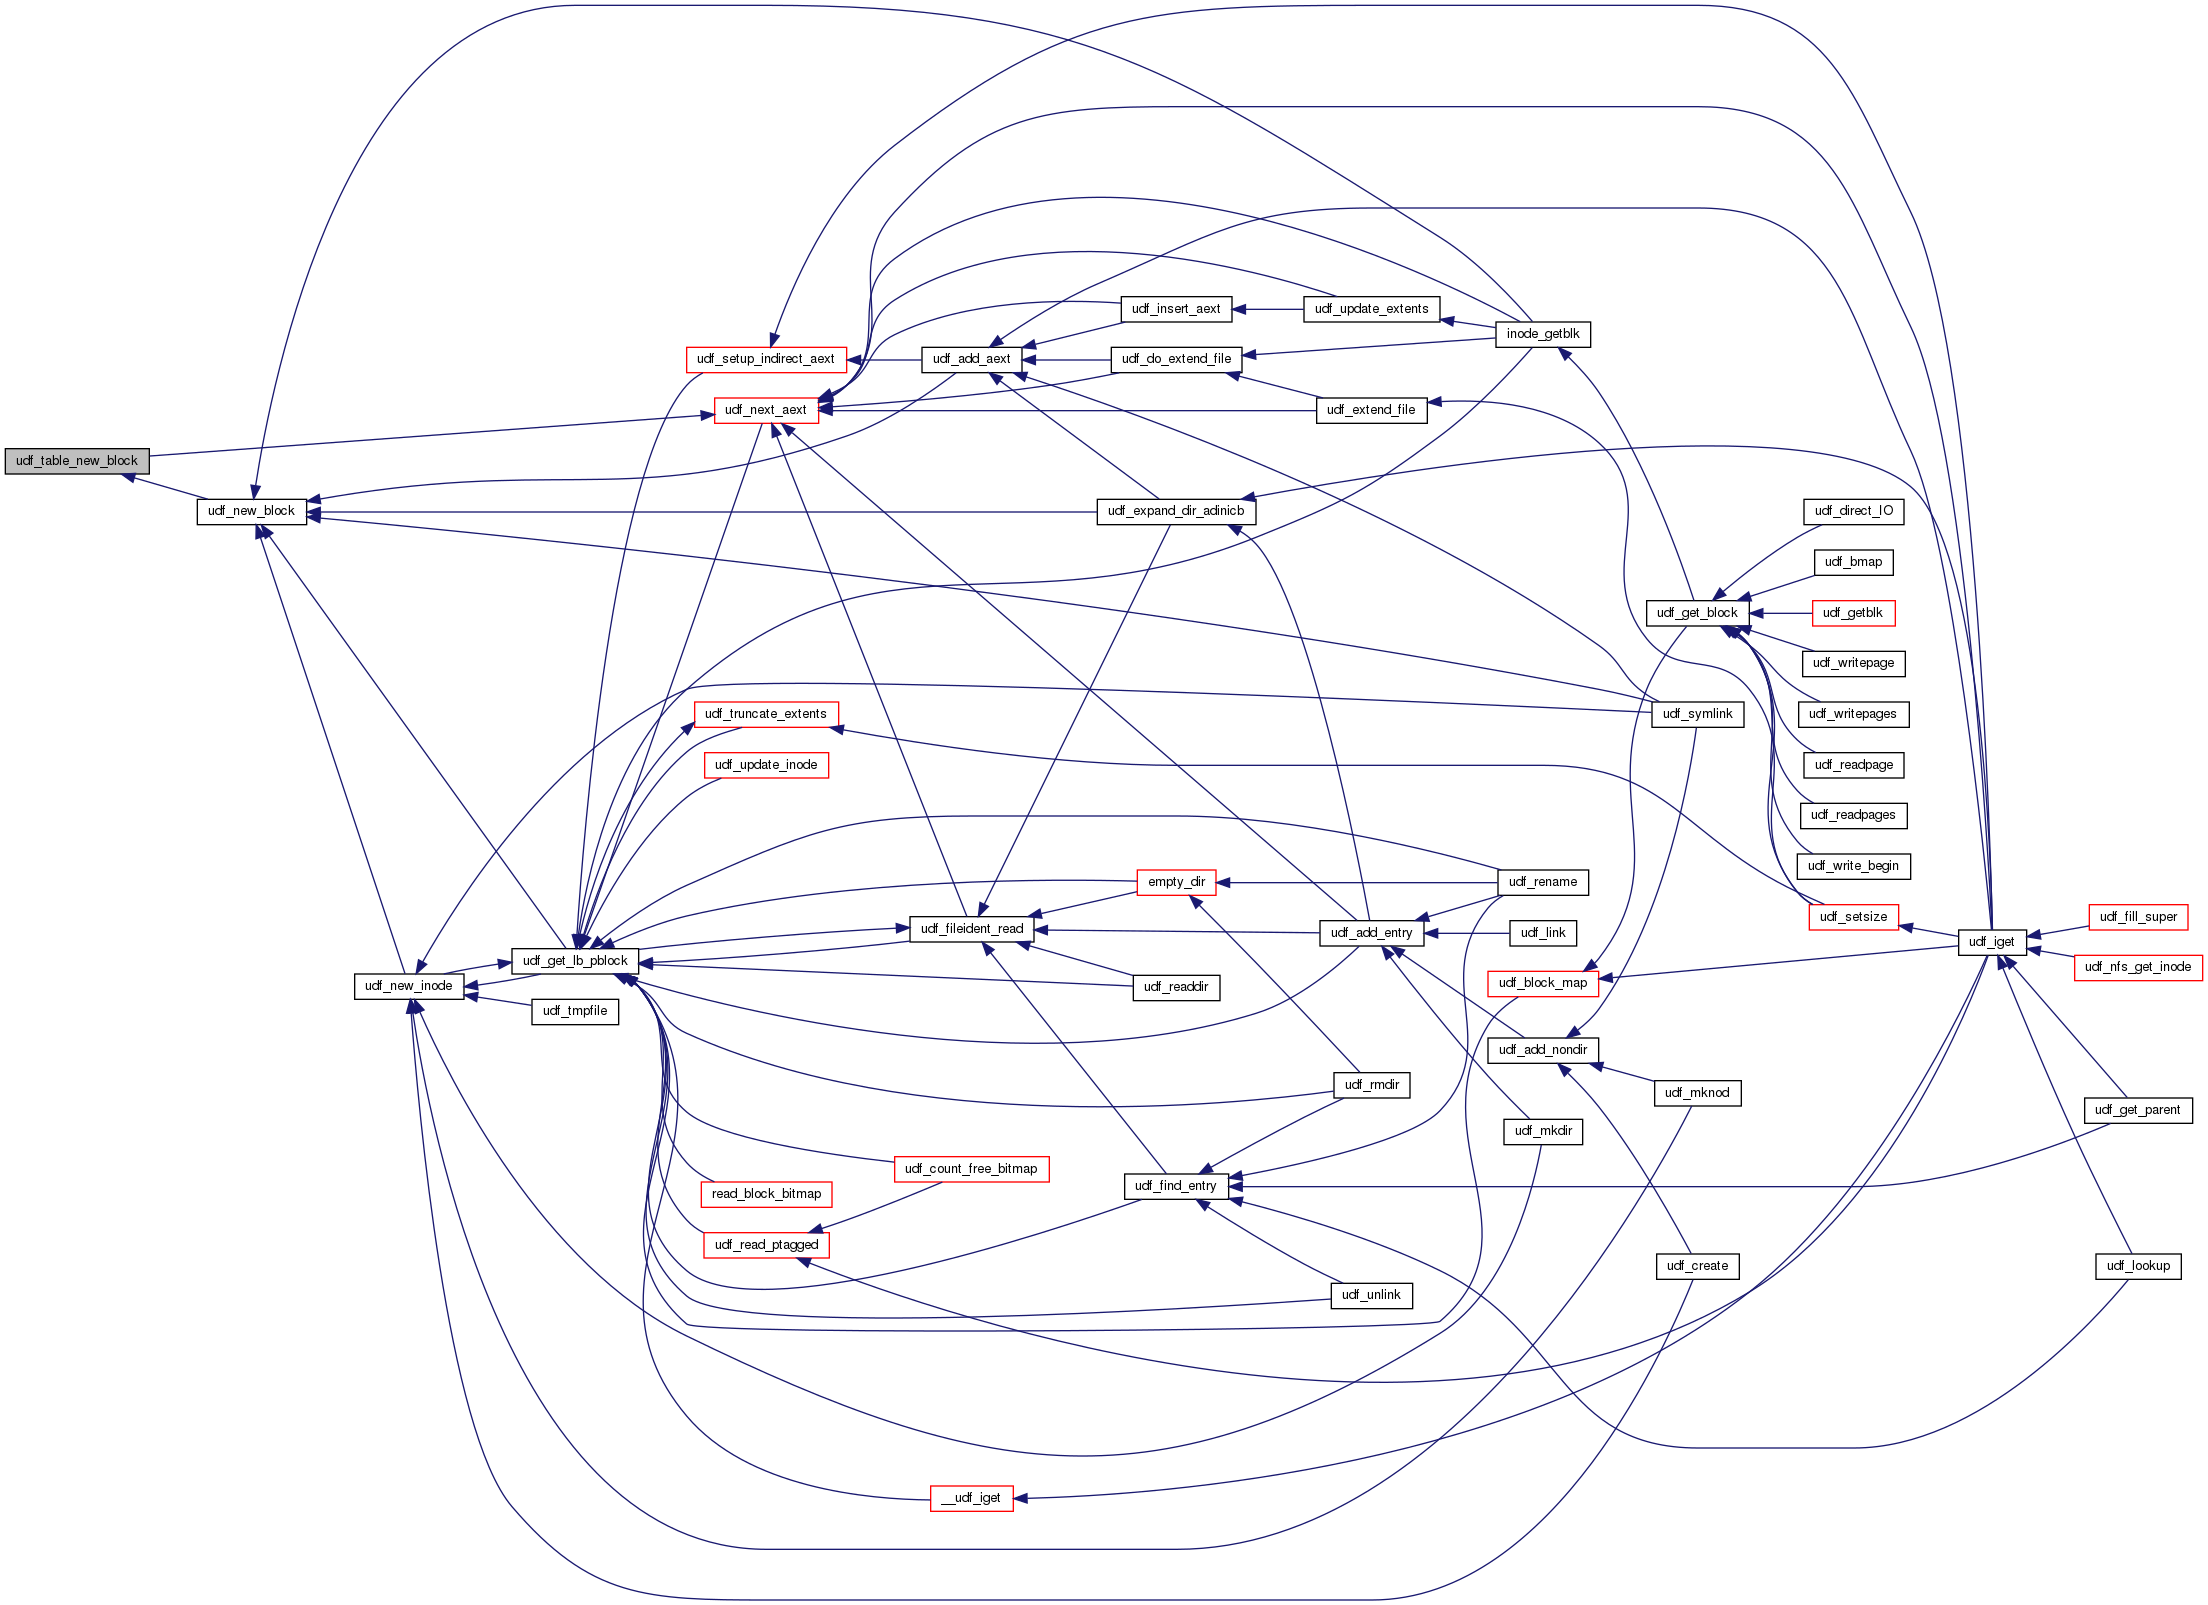 udf_table_new_block
udf_new_block
udf_new_inode
udf_get_lb_pblock
udf_tmpfile
udf_setup_indirect_aext
udf_next_aext
udf_truncate_extents
udf_update_inode
read_block_bitmap
udf_read_ptagged
udf_add_aext
udf_fileident_read
udf_count_free_bitmap
__udf_iget
udf_insert_aext
udf_do_extend_file
udf_expand_dir_adinicb
empty_dir
udf_readdir
udf_find_entry
udf_update_extents
udf_extend_file
udf_add_entry
udf_rmdir
udf_unlink
inode_getblk
udf_rename
udf_link
udf_block_map
udf_add_nondir
udf_mkdir
udf_get_block
udf_symlink
udf_mknod
udf_create
udf_direct_IO
udf_bmap
udf_getblk
udf_writepage
udf_writepages
udf_readpage
udf_readpages
udf_write_begin
udf_setsize
udf_iget
udf_fill_super
udf_nfs_get_inode
udf_get_parent
udf_lookup